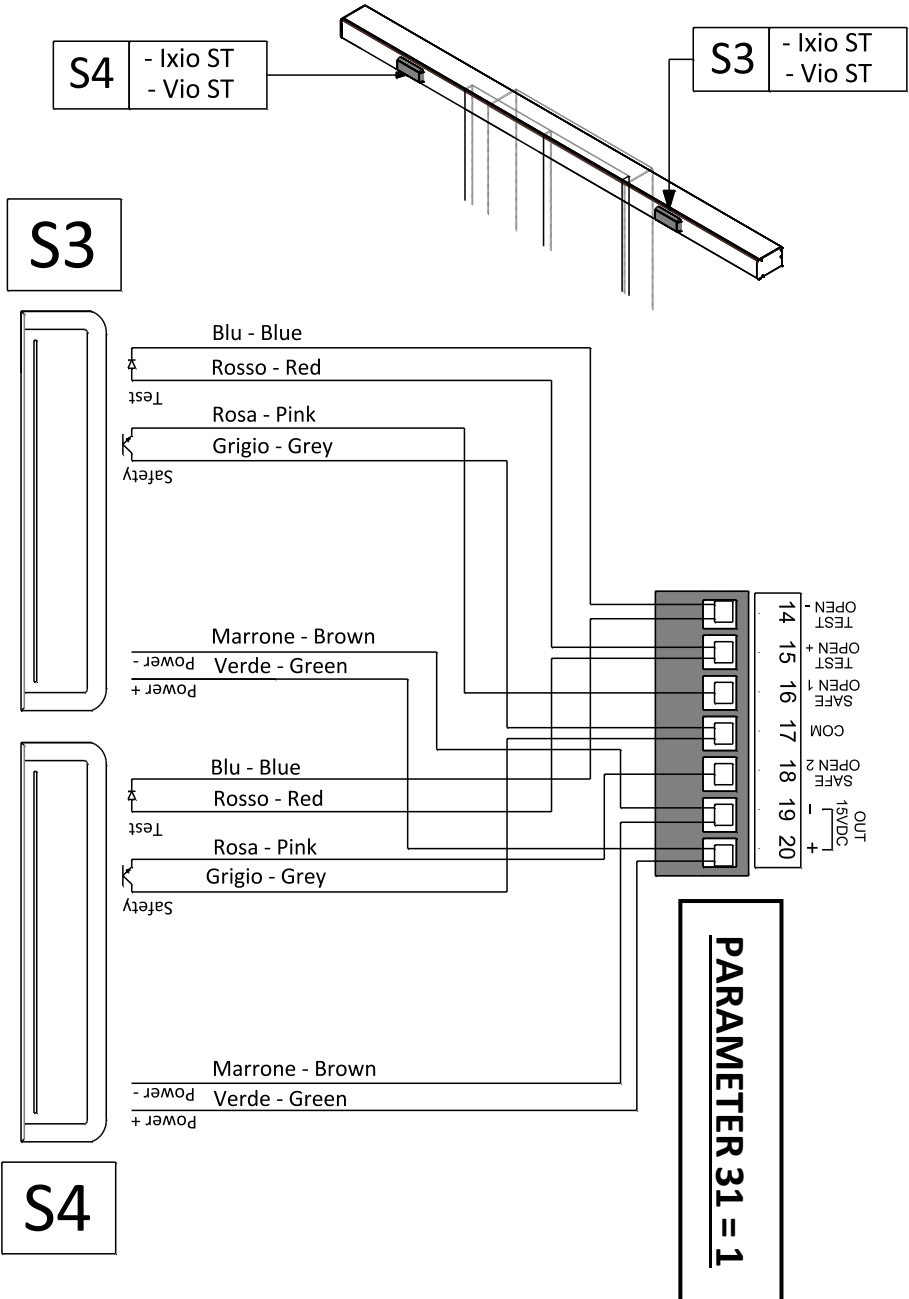 S4
- Ixio ST
- Vio ST
S3
- Ixio ST
- Vio ST
S3
Blu - Blue
Rosso - Red
Test
Rosa - Pink
Grigio - Grey
Safety
Marrone - Brown
Power -
Verde - Green
Power +
Blu - Blue
Rosso - Red
Test
Rosa - Pink
Grigio - Grey
Safety
Marrone - Brown
Power -
Verde - Green
Power +
S4
14
TEST
OPEN -
15
TEST
OPEN +
16
SAFE
OPEN 1
17
COM
18
SAFE
OPEN 2
19
-
20
+
OUT
15VDC
PARAMETER 31 = 1